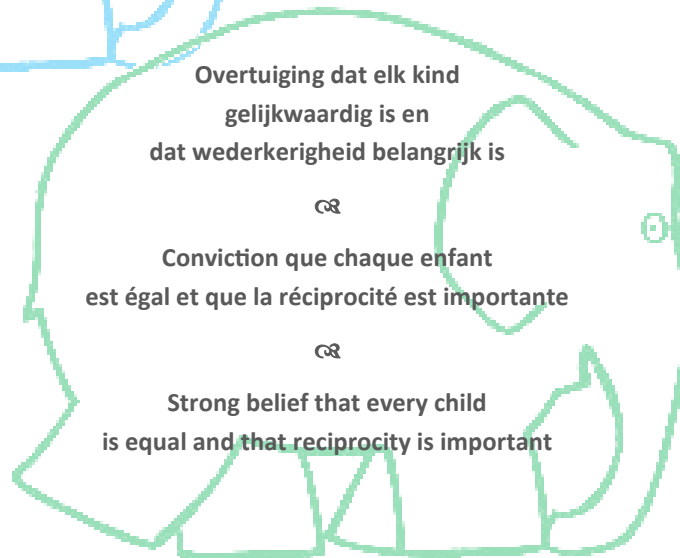 Overtuiging dat elk kind
gelijkwaardig is en
dat wederkerigheid belangrijk is
Conviction que chaque enfant
est égal et que la réciprocité est importante
Strong belief that every child
is equal and that reciprocity is important